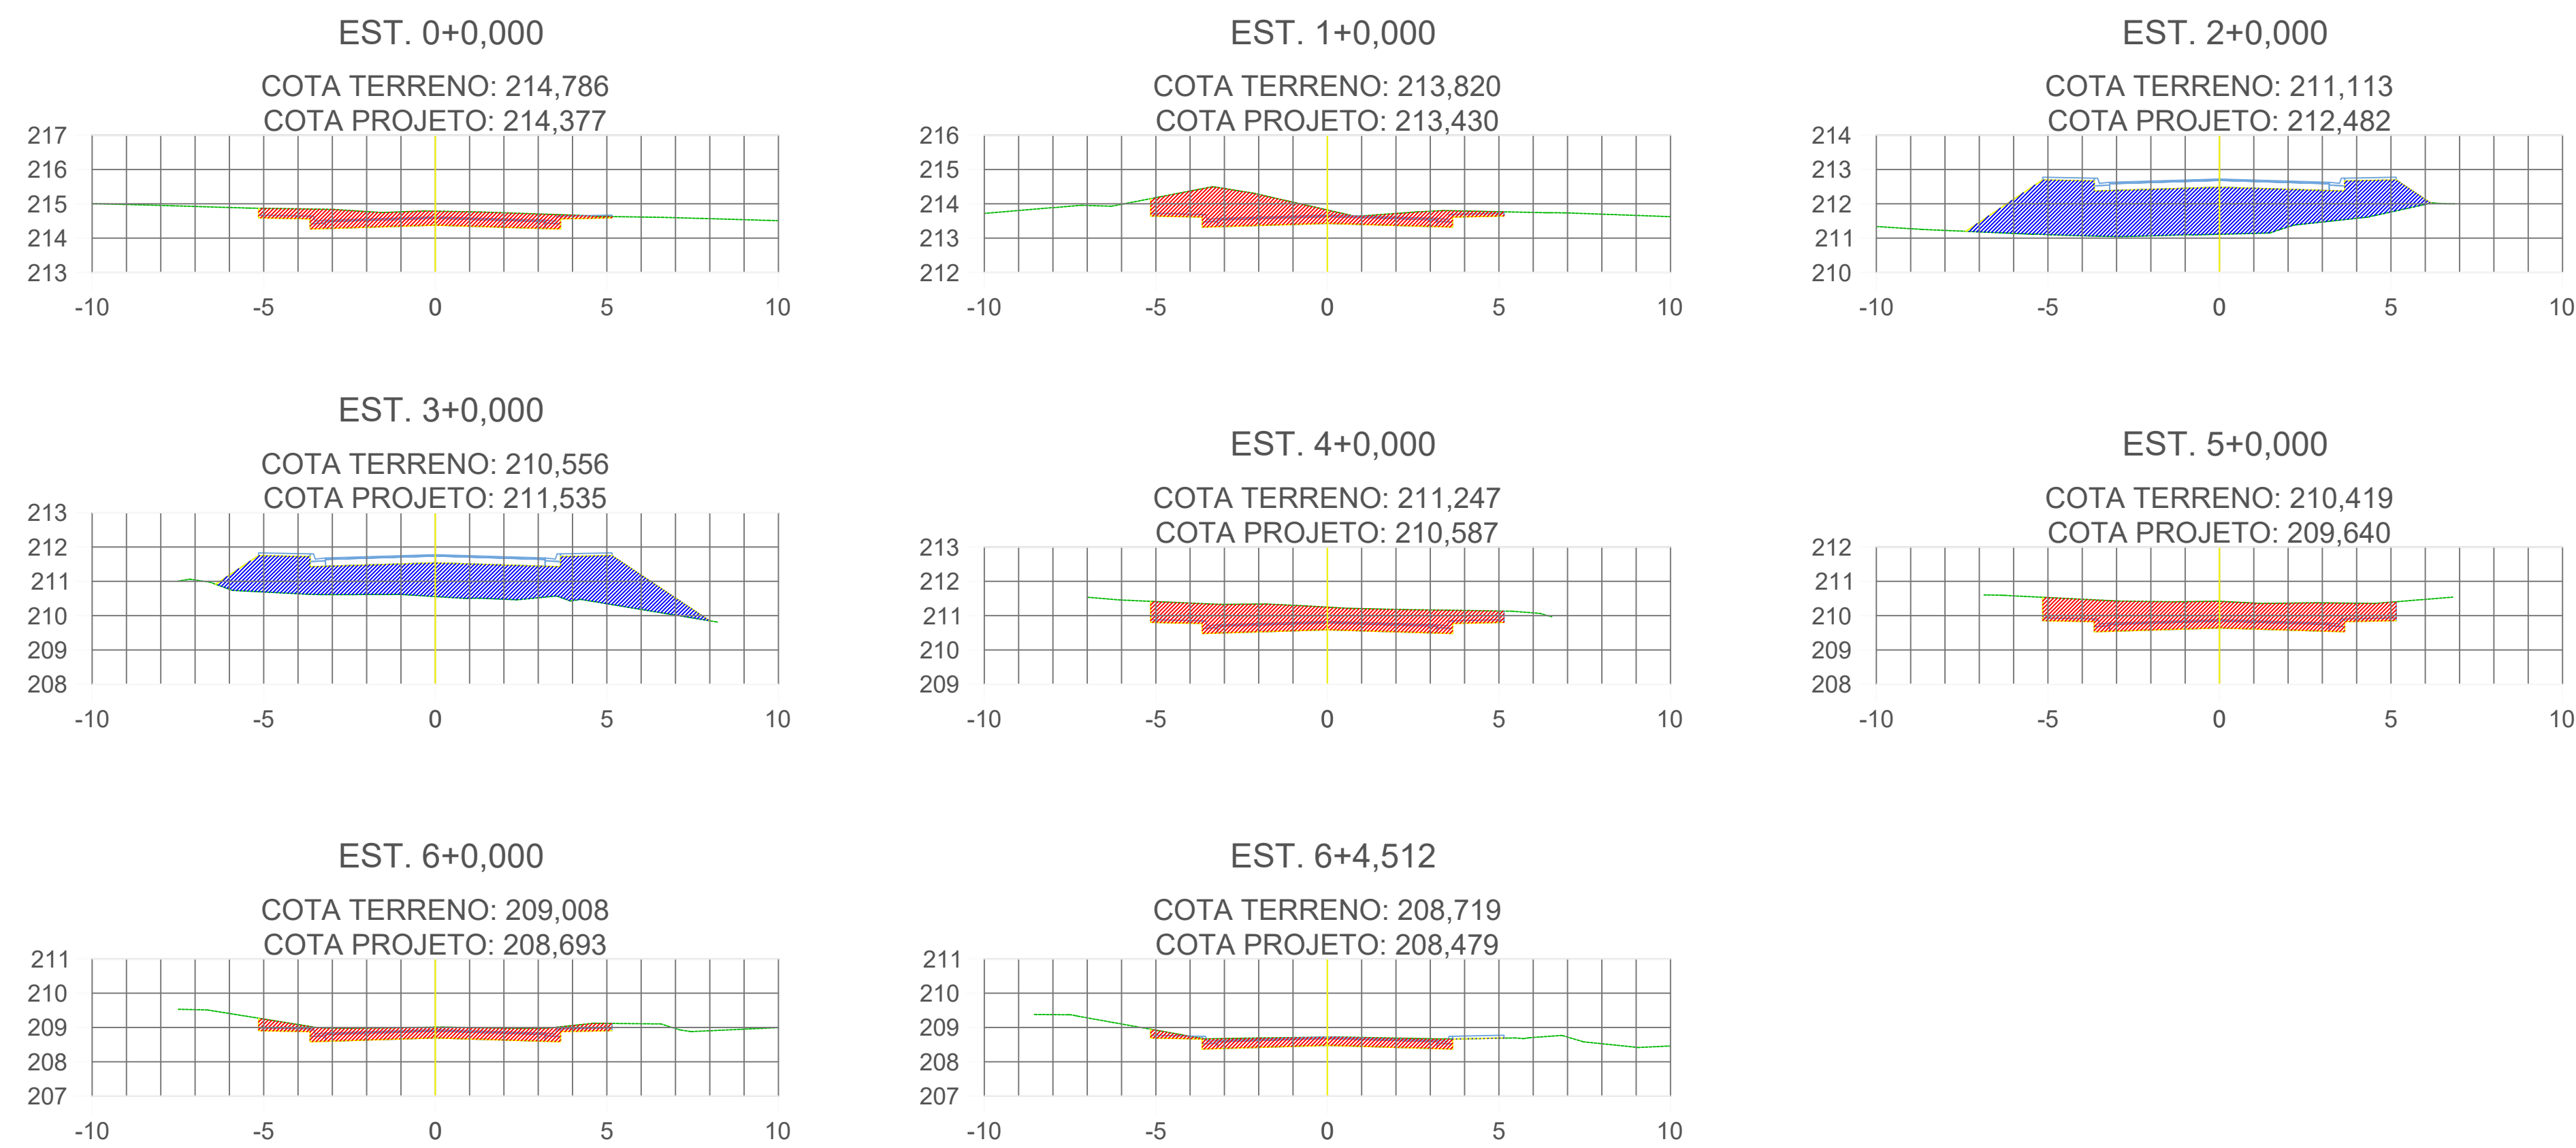 EST. 0+0,000
COTA TERRENO: 214,786
COTA PROJETO: 214,377
217
216
215
214
213
-10 -5 0 5 10
EST. 1+0,000
COTA TERRENO: 213,820
COTA PROJETO: 213,430
216
215
214
213
212
-10 -5 0 5 10
EST. 2+0,000
COTA TERRENO: 211,113
COTA PROJETO: 212,482
214
213
212
211
210
-10 -5 0 5 10
EST. 3+0,000
COTA TERRENO: 210,556
COTA PROJETO: 211,535
213
212
211
210
209
208
-10 -5 0 5 10
EST. 4+0,000
COTA TERRENO: 211,247
COTA PROJETO: 210,587
213
212
211
210
209
-10 -5 0 5 10
EST. 5+0,000
COTA TERRENO: 210,419
COTA PROJETO: 209,640
212
211
210
209
208
-10 -5 0 5 10
EST. 6+0,000
COTA TERRENO: 209,008
COTA PROJETO: 208,693
211
210
209
208
207
-10 -5 0 5 10
EST. 6+4,512
COTA TERRENO: 208,719
COTA PROJETO: 208,479
211
210
209
208
207
-10 -5 0 5 10